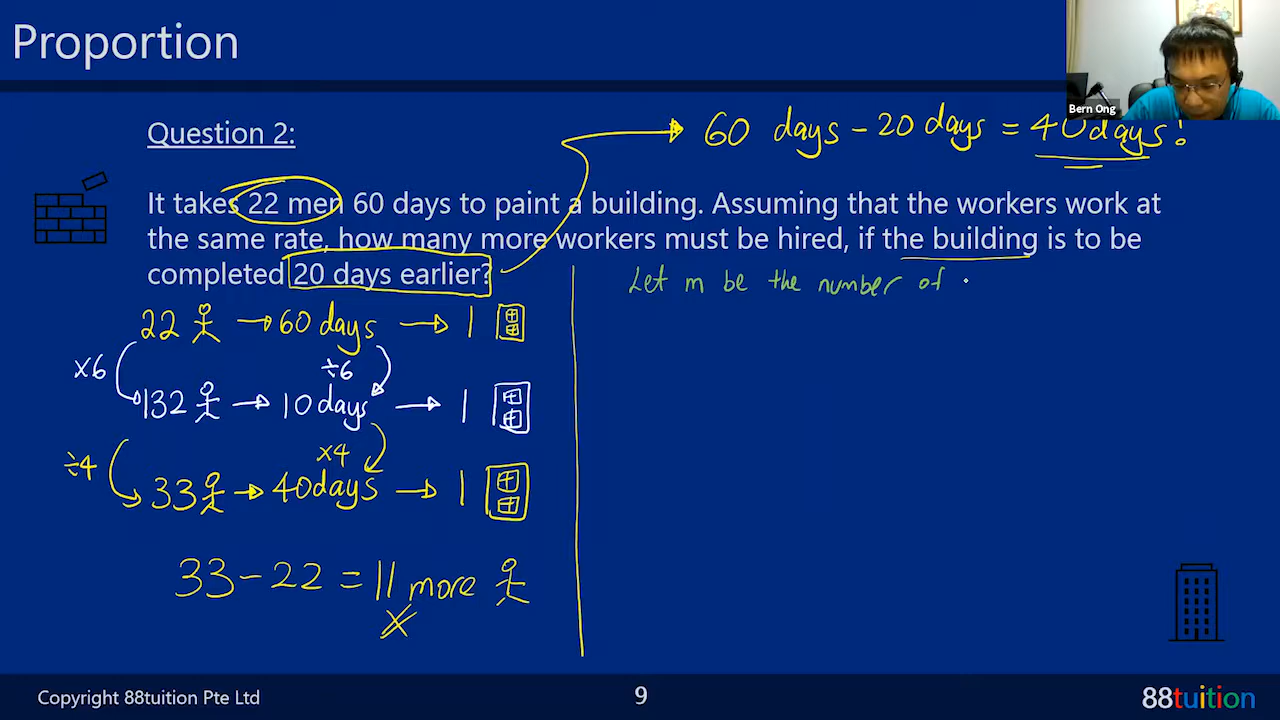 Proportion
Bern Ong
60 days - 20 days = 40 days!
Question 2:
It takes 22 men 60 days to paint a building. Assuming that the workers work at
the same rate, how many more workers must be hired, if the building is to be
completed 20 days earlier?
Let m be the number of
22 → 60 days → 1
×6 ÷6
132 → 10 days → 1
÷4 ×4
33 → 40 days → 1
33 - 22 = 11 more
Copyright 88tuition Pte Ltd
9
88tuition